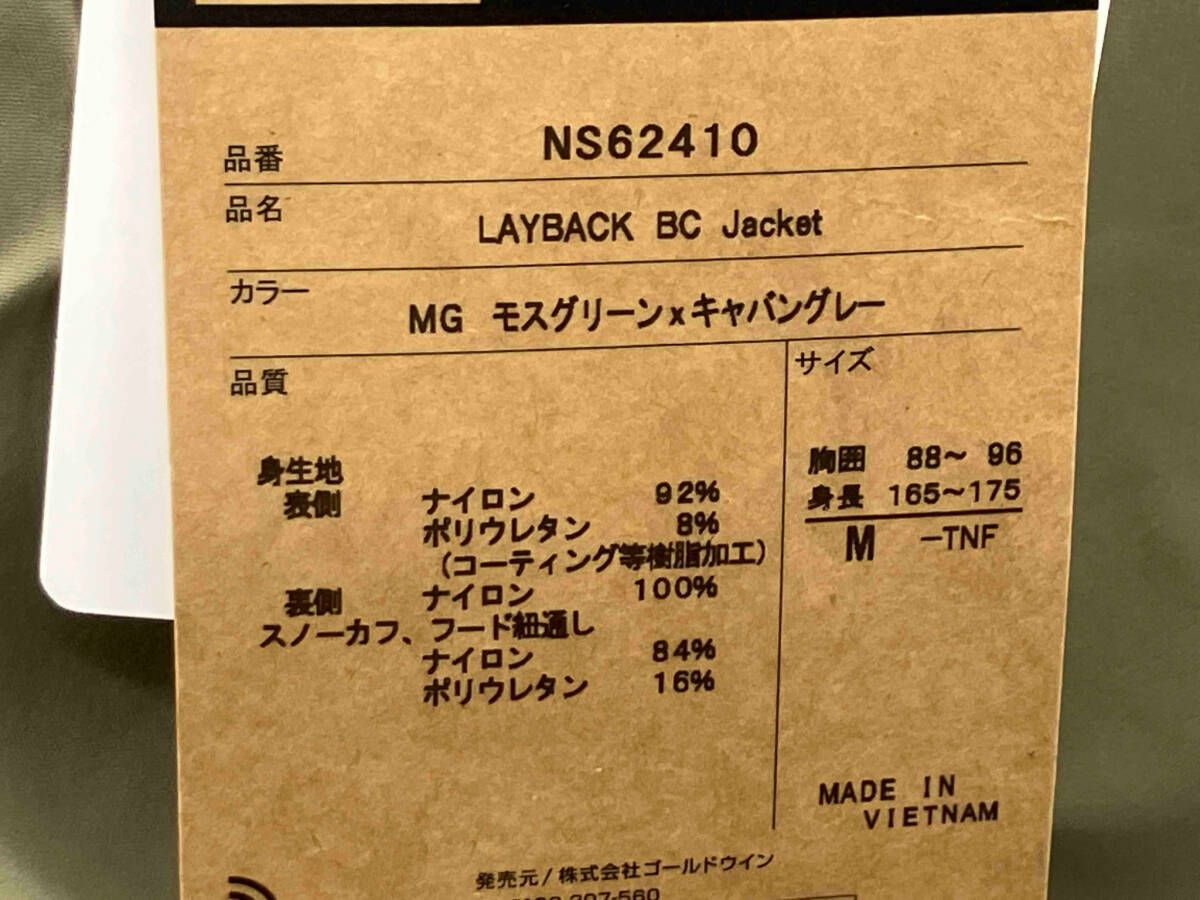 品番 NS62410
品名 LAYBACK BC Jacket
カラー MG モスグリーンxキャバングレー
品質
身生地
表側 ナイロン 92%
ポリウレタン 8%
(コーティング等樹脂加工)
裏側 ナイロン 100%
スノーカフ、フード紐通し
ナイロン 84%
ポリウレタン 16%
サイズ
胸囲 88~ 96
身長 165~175
M -TNF
MADE IN
VIETNAM
発売元/株式会社ゴールドウイン
307-560